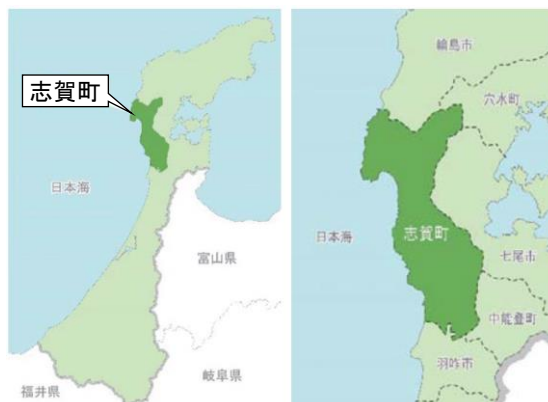 志賀町
日本海
富山県
岐阜県
福井県
輪島市
穴水町
日本海
志賀町
七尾市
中能登町
羽咋市